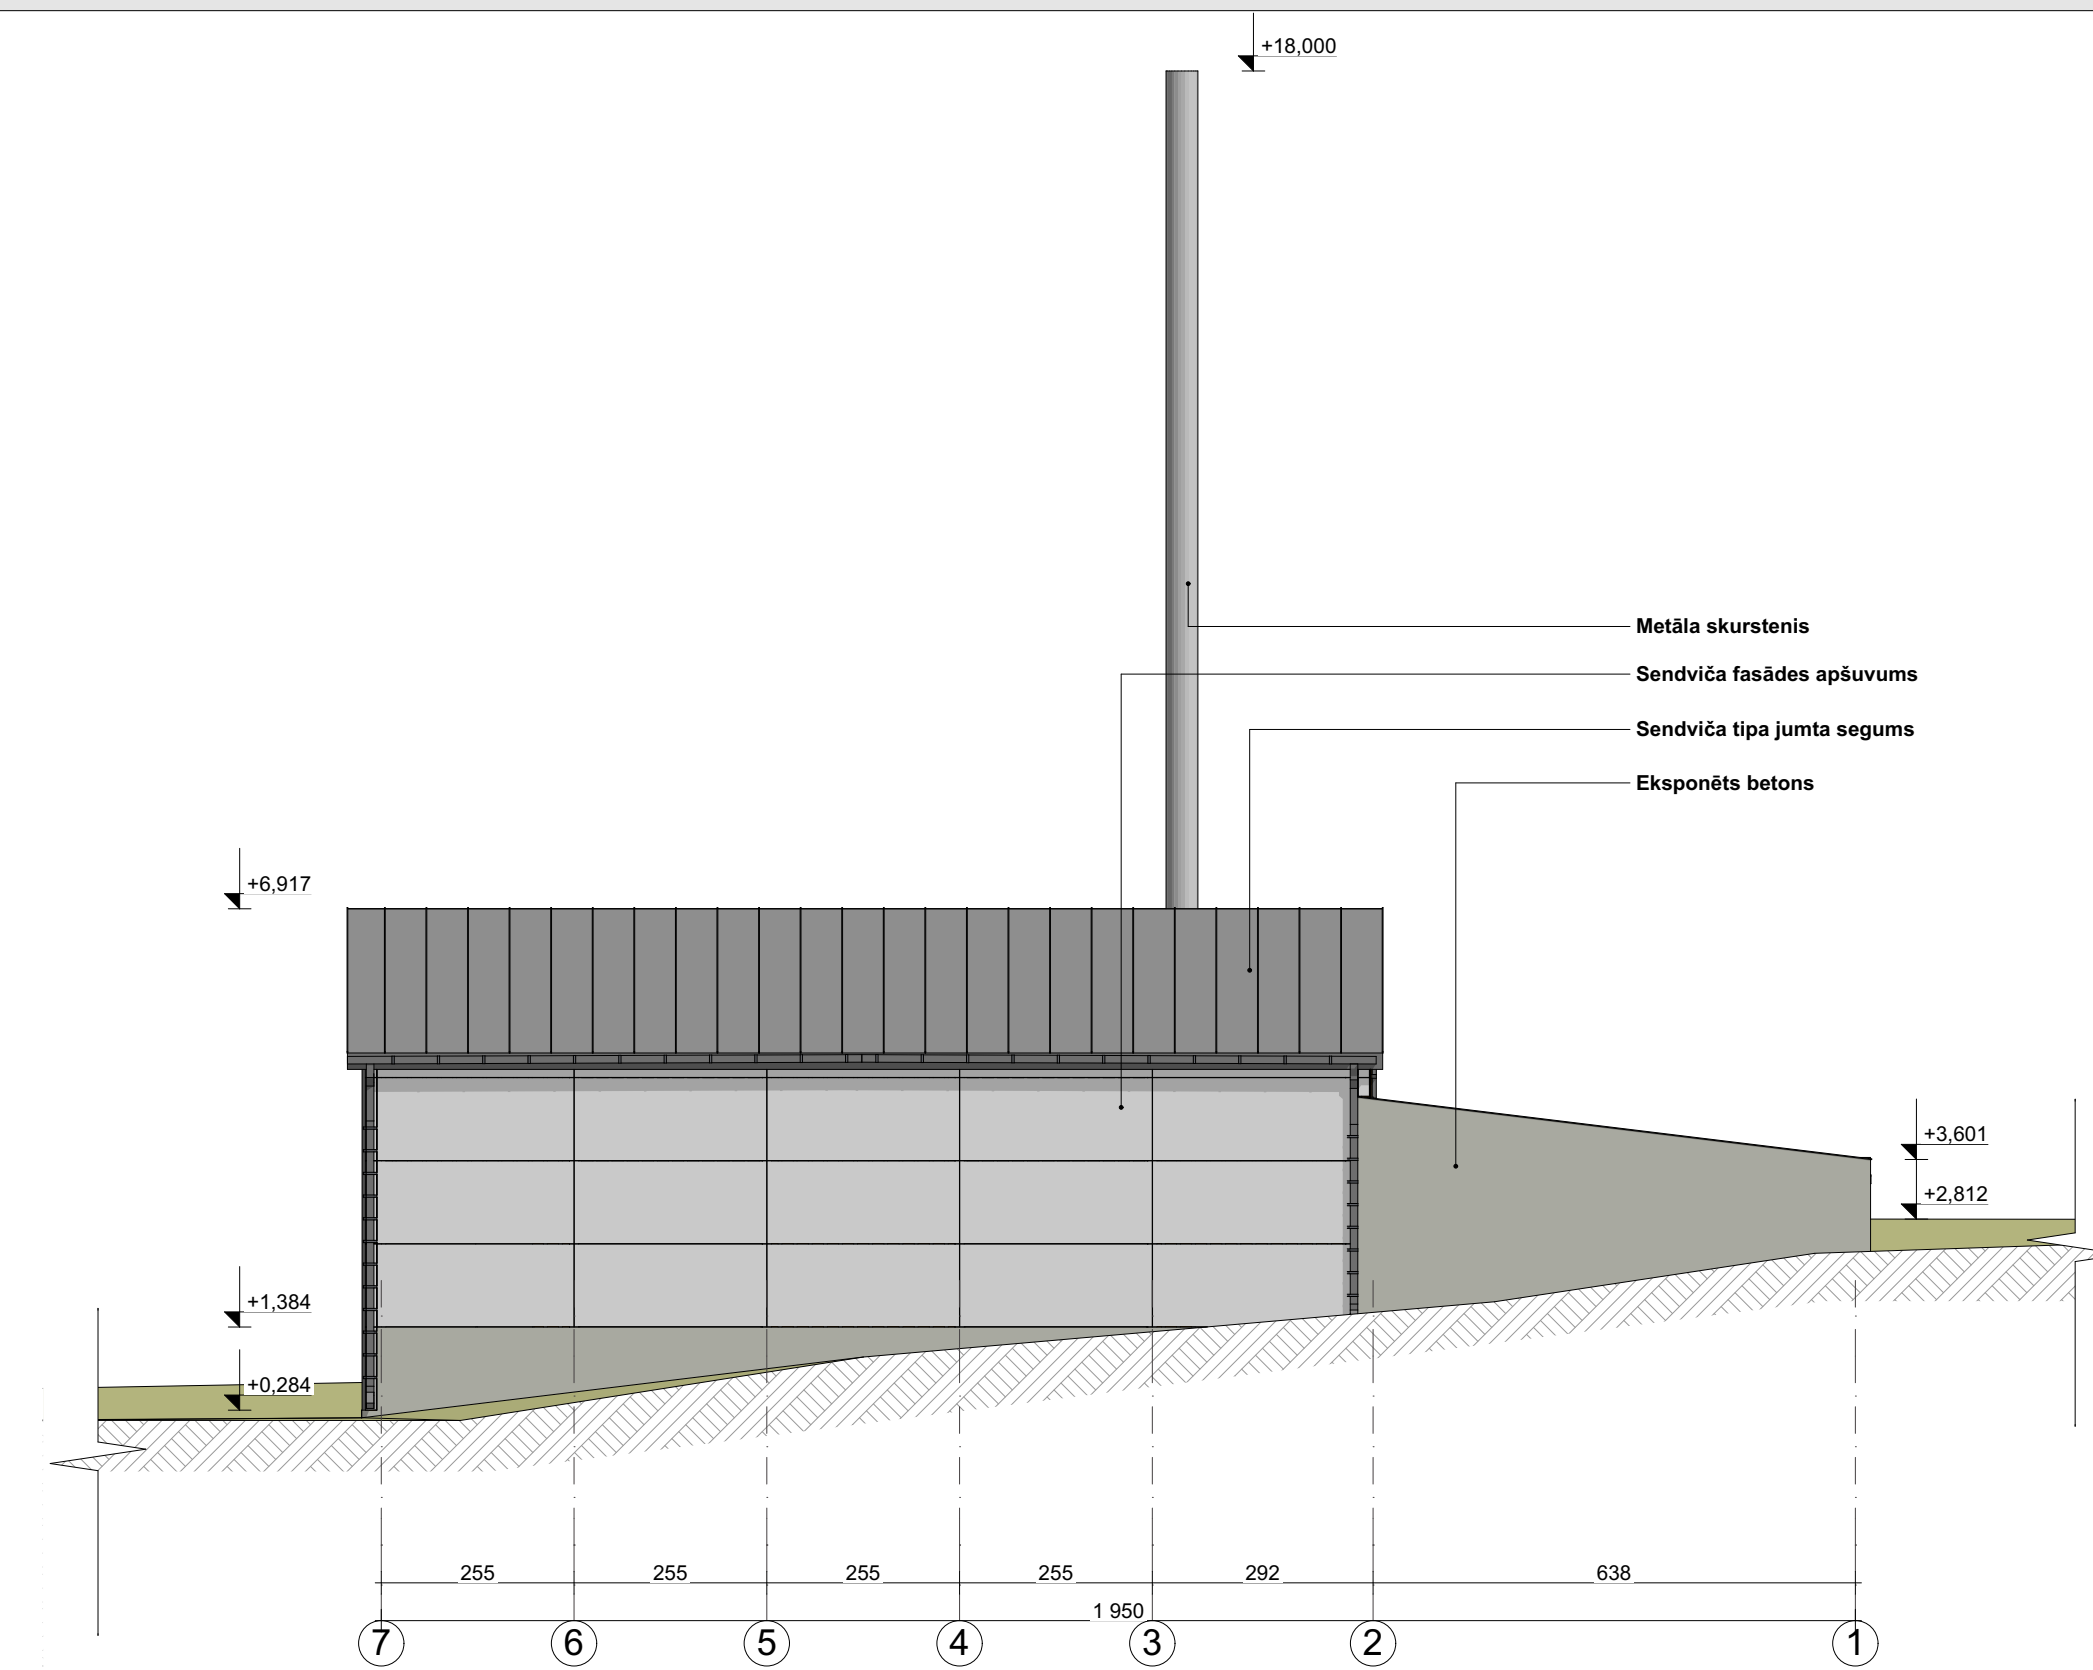 +18,000
Metāla skurstenis
Sendviča fasādes apšuvums
Sendviča tipa jumta segums
Eksponēts betons
+6,917
+3,601
+2,812
+1,384
+0,284
255 255 255 255 292 638
1 950
7 6 5 4 3 2 1